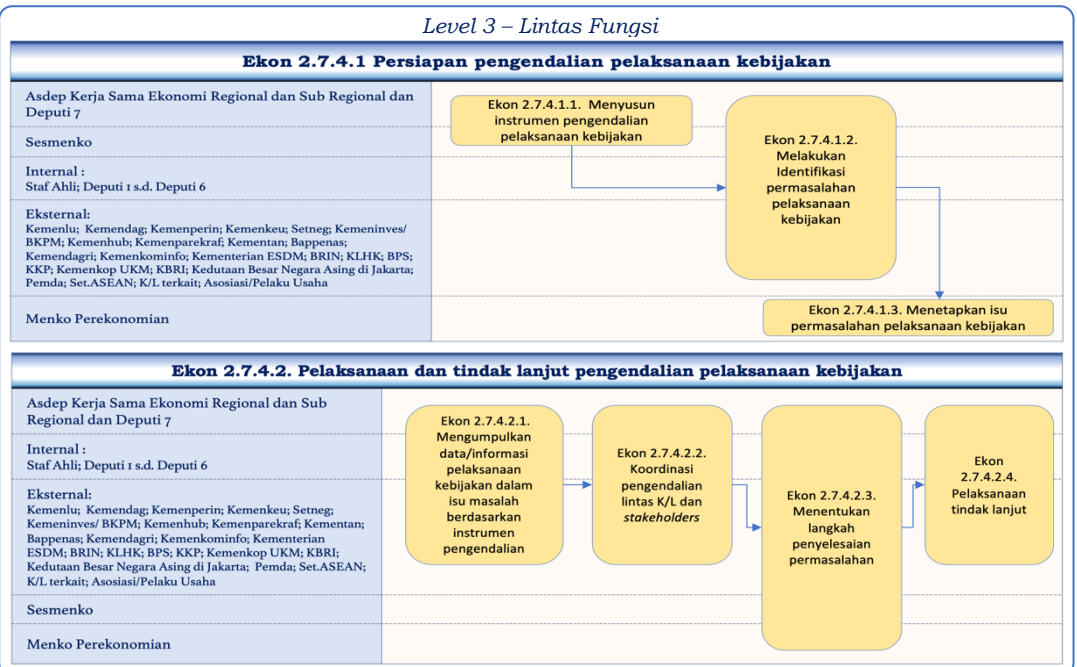 Level 3 – Lintas Fungsi
Ekon 2.7.4.1 Persiapan pengendalian pelaksanaan kebijakan
Asdep Kerja Sama Ekonomi Regional dan Sub Regional dan
Deputi 7
Sesmenko
Internal :
Staf Ahli; Deputi 1 s.d. Deputi 6
Eksternal:
Kemenlu; Kemendag; Kemenperin; Kemenkeu; Setneg; Kemeninves/
BKPM; Kemenhub; Kemenparekraf; Kementan; Bappenas;
Kemendagri; Kemenkominfo; Kementerian ESDM; BRIN; KLHK; BPS;
KKP; Kemenkop UKM; KBRI; Kedutaan Besar Negara Asing di Jakarta;
Pemda; Set.ASEAN; K/L terkait; Asosiasi/Pelaku Usaha
Menko Perekonomian
Ekon 2.7.4.1.1. Menyusun
instrumen pengendalian
pelaksanaan kebijakan
Ekon 2.7.4.1.2.
Melakukan
Identifikasi
permasalahan
pelaksanaan
kebijakan
Ekon 2.7.4.1.3. Menetapkan isu
permasalahan pelaksanaan kebijakan
Ekon 2.7.4.2. Pelaksanaan dan tindak lanjut pengendalian pelaksanaan kebijakan
Asdep Kerja Sama Ekonomi Regional dan Sub
Regional dan Deputi 7
Internal :
Staf Ahli; Deputi 1 s.d. Deputi 6
Eksternal:
Kemenlu; Kemendag; Kemenperin; Kemenkeu; Setneg;
Kemeninves/ BKPM; Kemenhub; Kemenparekraf; Kementan;
Bappenas; Kemendagri; Kemenkominfo; Kementerian
ESDM; BRIN; KLHK; BPS; KKP; Kemenkop UKM; KBRI;
Kedutaan Besar Negara Asing di Jakarta; Pemda; Set.ASEAN;
K/L terkait; Asosiasi/Pelaku Usaha
Sesmenko
Menko Perekonomian
Ekon 2.7.4.2.1.
Mengumpulkan
data/informasi
pelaksanaan
kebijakan dalam
isu masalah
berdasarkan
instrumen
pengendalian
Ekon 2.7.4.2.2.
Koordinasi
pengendalian
lintas K/L dan
stakeholders
Ekon 2.7.4.2.3.
Menentukan
langkah
penyelesaian
permasalahan
Ekon
2.7.4.2.4.
Pelaksanaan
tindak lanjut